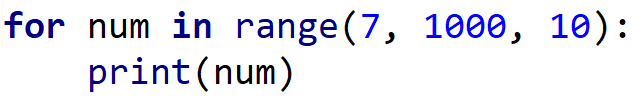 for num in range(7, 1000, 10):
    print(num)